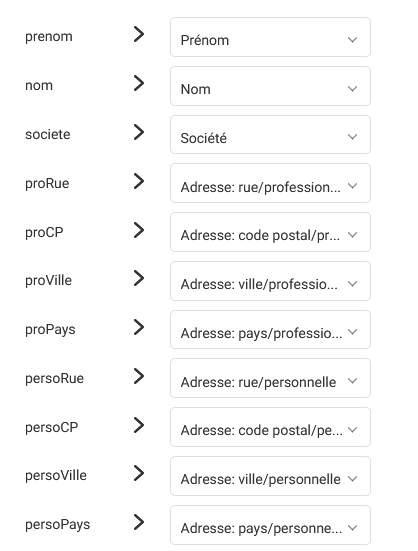 prenom Prénom
nom Nom
societe Société
proRue Adresse: rue/profession...
proCP Adresse: code postal/pr...
proVille Adresse: ville/professio...
proPays Adresse: pays/professio...
persoRue Adresse: rue/personnelle
persoCP Adresse: code postal/pe...
persoVille Adresse: ville/personnelle
persoPays Adresse: pays/personne...